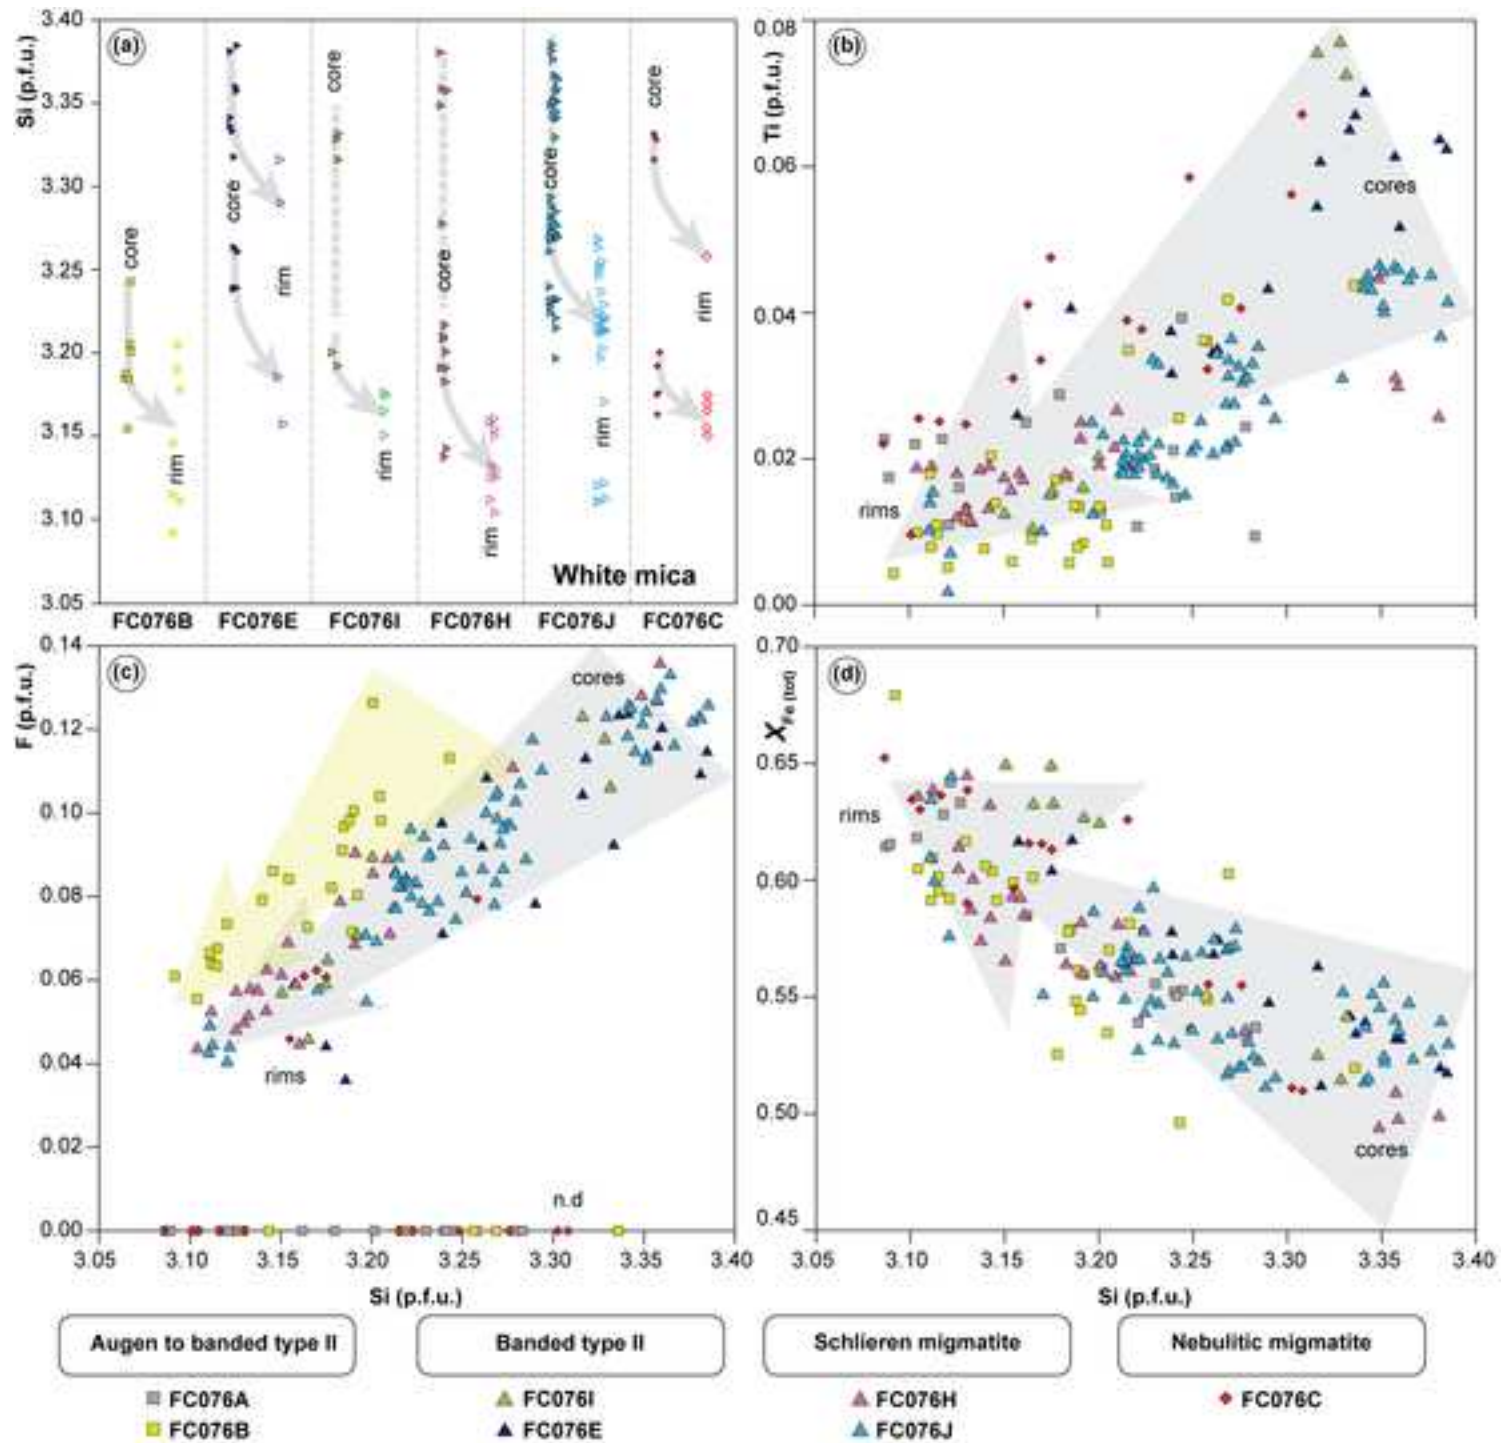 (a)
Si (p.f.u.)
3.40
3.35
3.30
3.25
3.20
3.15
3.10
3.05
core
rim
core
rim
core
rim
core
rim
core
rim
core
rim
White mica
FC076B FC076E FC076I FC076H FC076J FC076C
(b)
Ti (p.f.u.)
0.08
0.06
0.04
0.02
0.00
cores
rims
(c)
F (p.f.u.)
0.14
0.12
0.10
0.08
0.06
0.04
0.02
0.00
cores
rims
n.d
3.05 3.10 3.15 3.20 3.25 3.30 3.35 3.40
Si (p.f.u.)
(d)
XFe (tot)
0.70
0.65
0.60
0.55
0.50
0.45
rims
cores
3.05 3.10 3.15 3.20 3.25 3.30 3.35 3.40
Si (p.f.u.)
Augen to banded type II
Banded type II
Schlieren migmatite
Nebulitic migmatite
FC076A
FC076I
FC076H
FC076C
FC076B
FC076E
FC076J